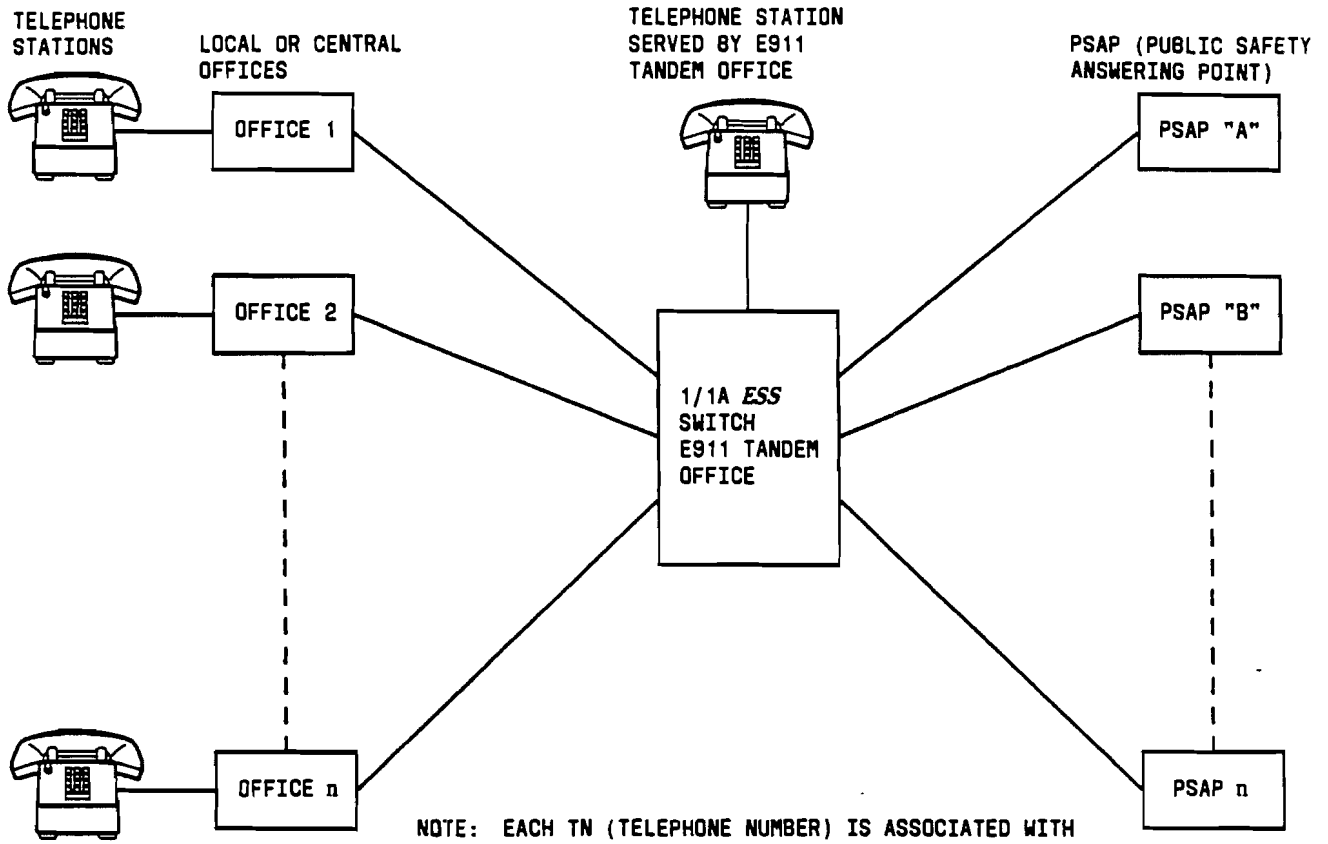 TELEPHONE
STATIONS
LOCAL OR CENTRAL
OFFICES
TELEPHONE STATION
SERVED BY E911
TANDEM OFFICE
PSAP (PUBLIC SAFETY
ANSWERING POINT)
OFFICE 1
PSAP "A"
OFFICE 2
PSAP "B"
1/1A ESS
SWITCH
E911 TANDEM
OFFICE
OFFICE n
PSAP n
NOTE: EACH TN (TELEPHONE NUMBER) IS ASSOCIATED WITH